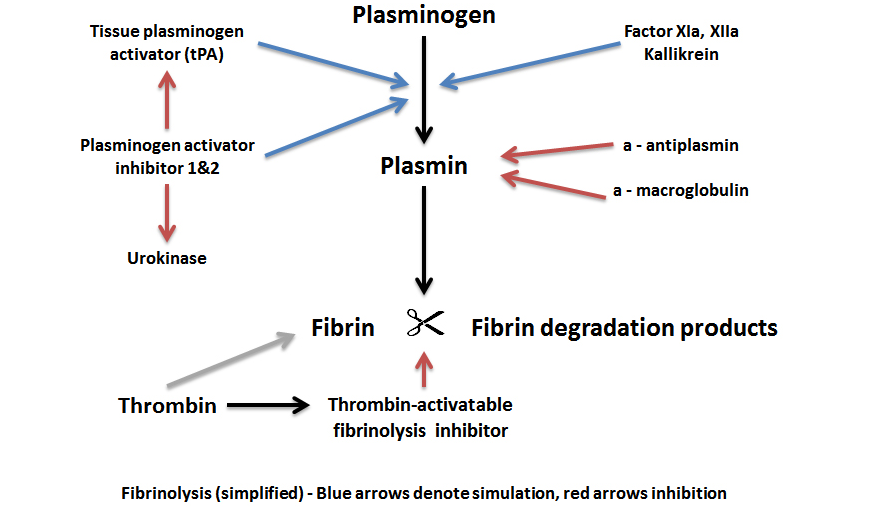 Plasminogen
Tissue plasminogen
activator (tPA)
Factor XIa, XIIa
Kallikrein
Plasminogen activator
inhibitor 1&2
Plasmin
a - antiplasmin
a - macroglobulin
Urokinase
Fibrin
Fibrin degradation products
Thrombin
Thrombin-activatable
fibrinolysis inhibitor
Fibrinolysis (simplified) - Blue arrows denote simulation, red arrows inhibition